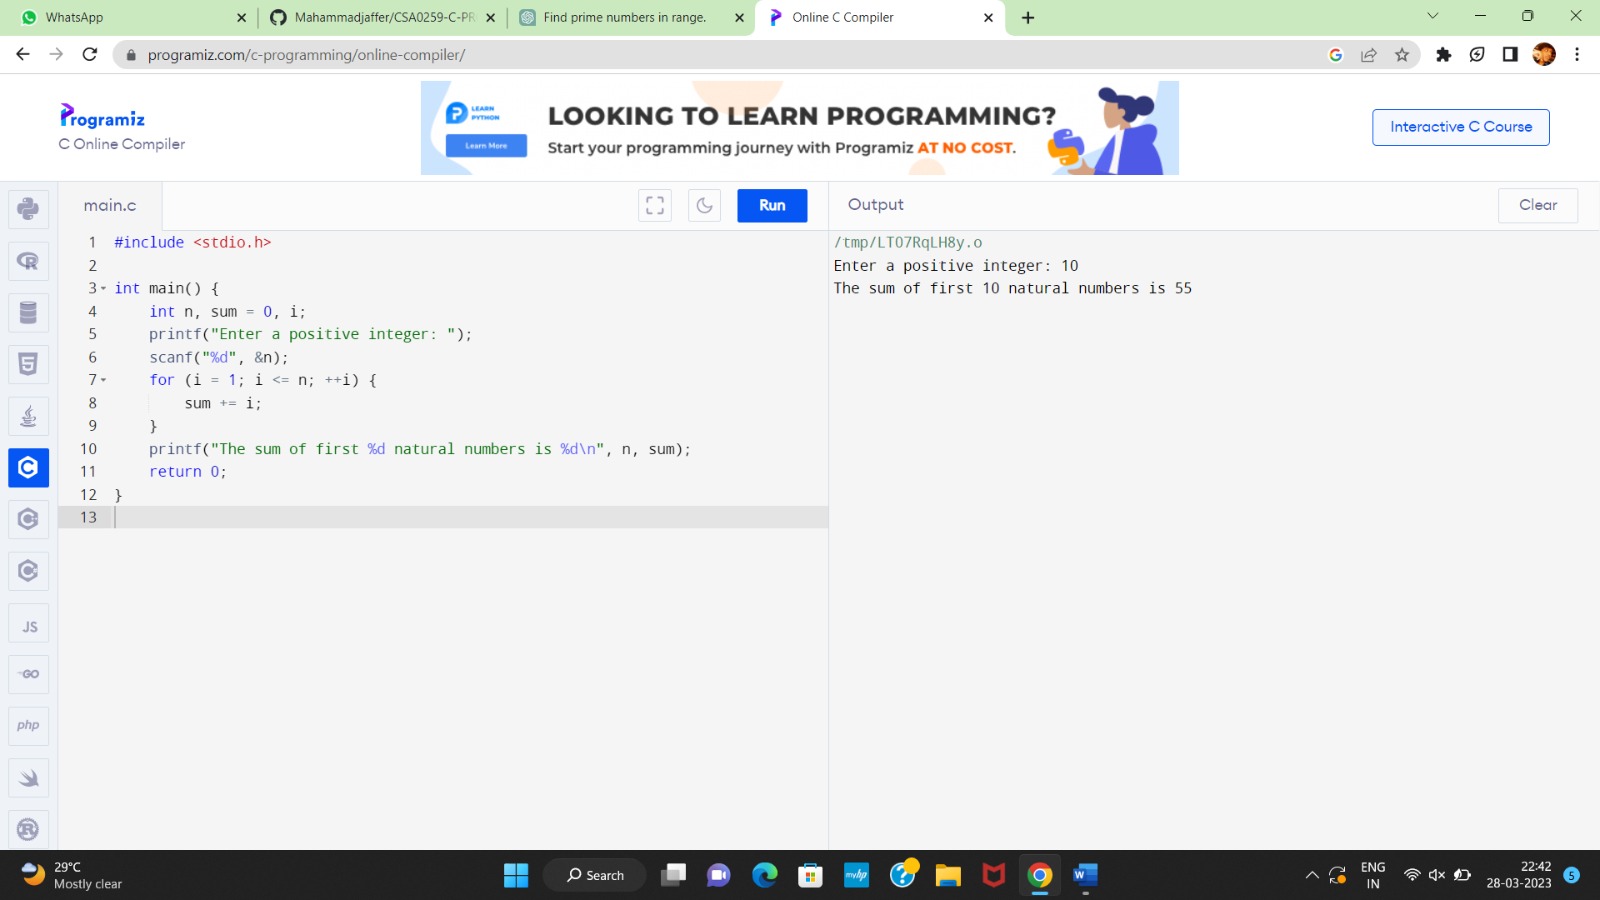 WhatsApp
Mahammadjaffer/CSA0259-C-PR
Find prime numbers in range.
Online C Compiler
programiz.com/c-programming/online-compiler/
Programiz
C Online Compiler
LEARN
PYTHON
Learn More
LOOKING TO LEARN PROGRAMMING?
Start your programming journey with Programiz AT NO COST.
Interactive C Course
main.c
Run
Output
Clear
1 #include <stdio.h>
2
3 int main() {
4     int n, sum = 0, i;
5     printf("Enter a positive integer: ");
6     scanf("%d", &n);
7     for (i = 1; i <= n; ++i) {
8         sum += i;
9     }
10     printf("The sum of first %d natural numbers is %d\n", n, sum);
11     return 0;
12 }
13
/tmp/LTO7RqLH8y.o
Enter a positive integer: 10
The sum of first 10 natural numbers is 55
JS
GO
php
29°C
Mostly clear
Search
myhp
ENG
IN
22:42
28-03-2023
5